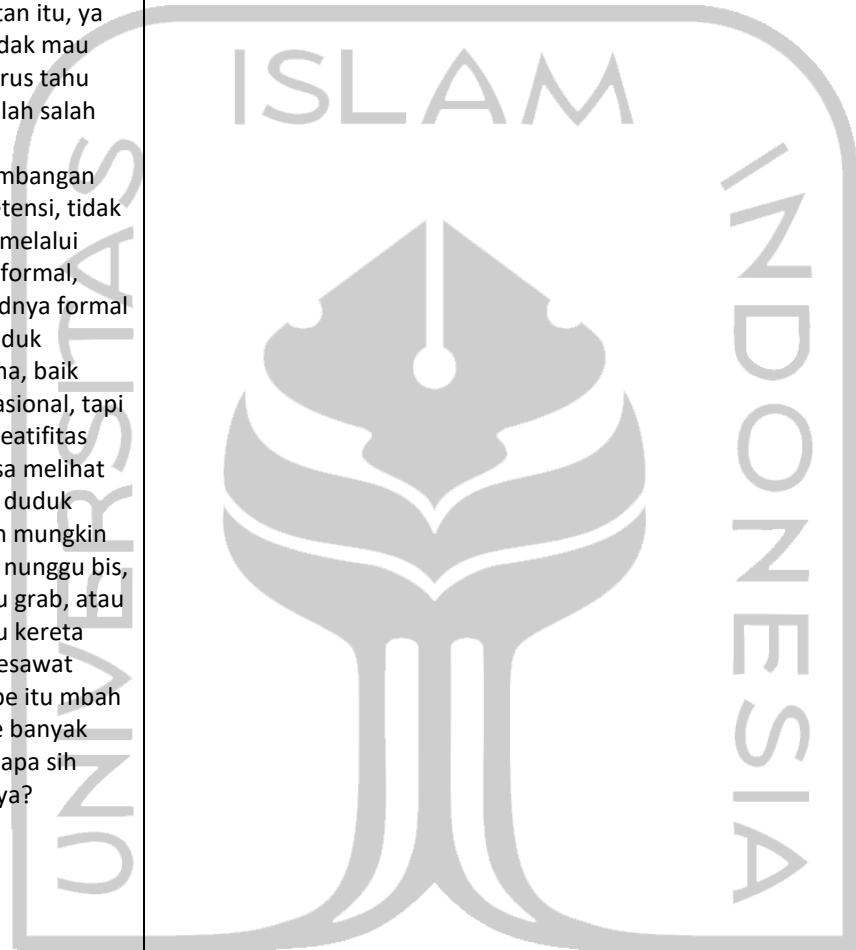 tan itu, ya
dak mau
rus tahu
lah salah
mbangan
tensi, tidak
melalui
formal,
dnya formal
duk
na, baik
asional, tapi
eatifitas
sa melihat
duduk
n mungkin
nunggu bis,
u grab, atau
u kereta
esawat
be itu mbah
e banyak
apa sih
ya?
UNIVERSITAS
ISLAM
INDONESIA